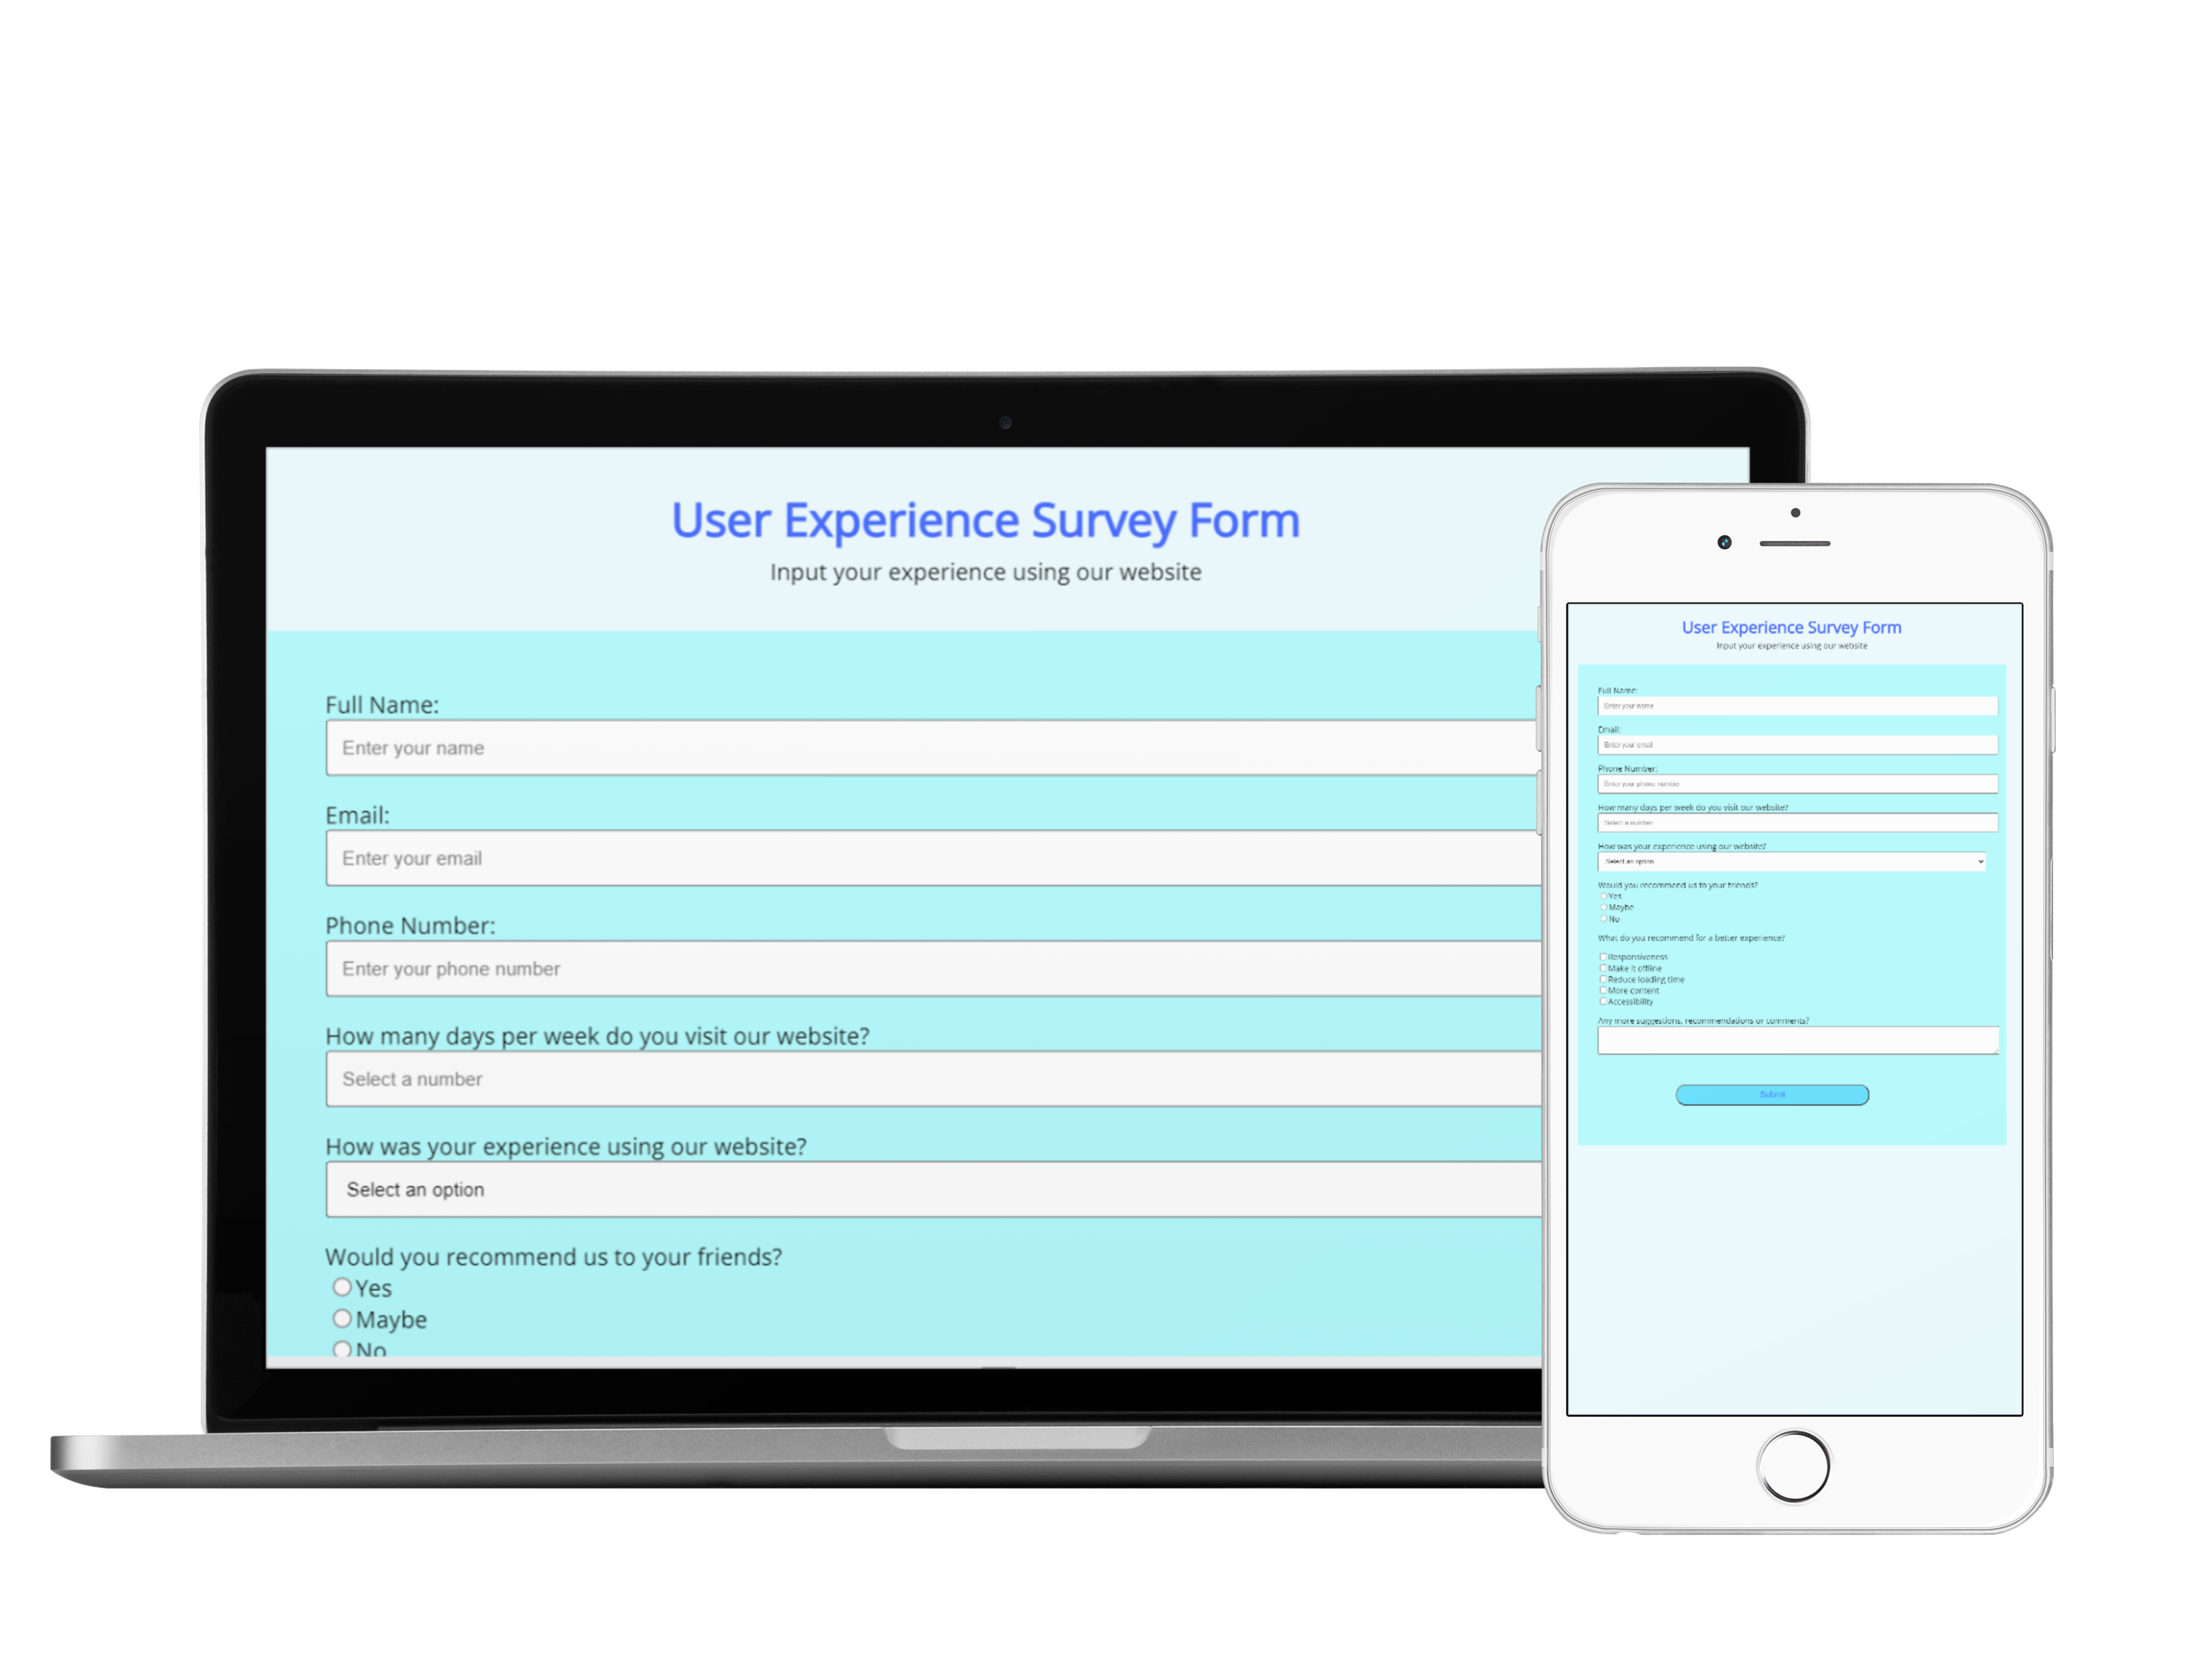 User Experience Survey Form
Input your experience using our website
Full Name:
Enter your name
Email:
Enter your email
Phone Number:
Enter your phone number
How many days per week do you visit our website?
Select a number
How was your experience using our website?
Select an option
Would you recommend us to your friends?
Yes
Maybe
No
User Experience Survey Form
Input your experience using our website
Full Name:
Enter your name
Email:
Enter your email
Phone Number:
Enter your phone number
How many days per week do you visit our website?
Select a number
How was your experience using our website?
Select an option
Would you recommend us to your friends?
Yes
Maybe
No
What do you recommend for a better experience?
Responsiveness
Make it offline
Reduce loading time
More content
Accessibility
Any more suggestions, recommendations or comments?
Submit